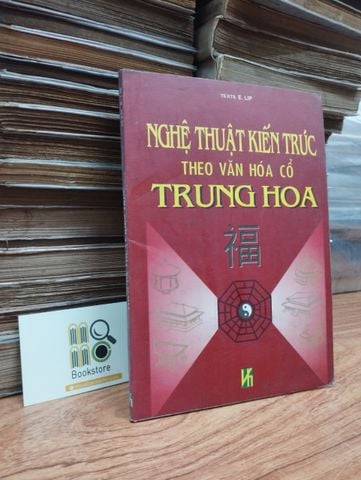 TEXTS E. LIP
NGHỆ THUẬT KIẾN TRÚC
THEO VĂN HÓA CỔ
TRUNG HOA
福
Bookstore